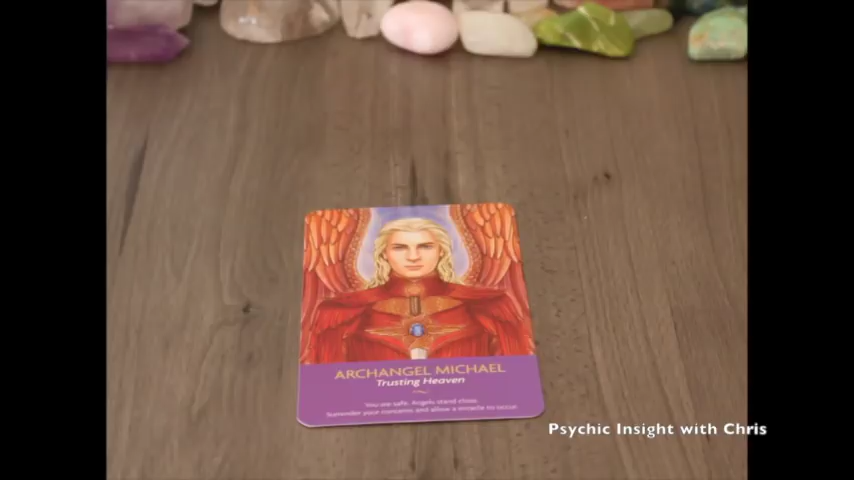 ARCHANGEL MICHAEL
Trusting Heaven
You are safe. Angels stand close.
Surrender your concerns and allow a miracle to occur.
Psychic Insight with Chris